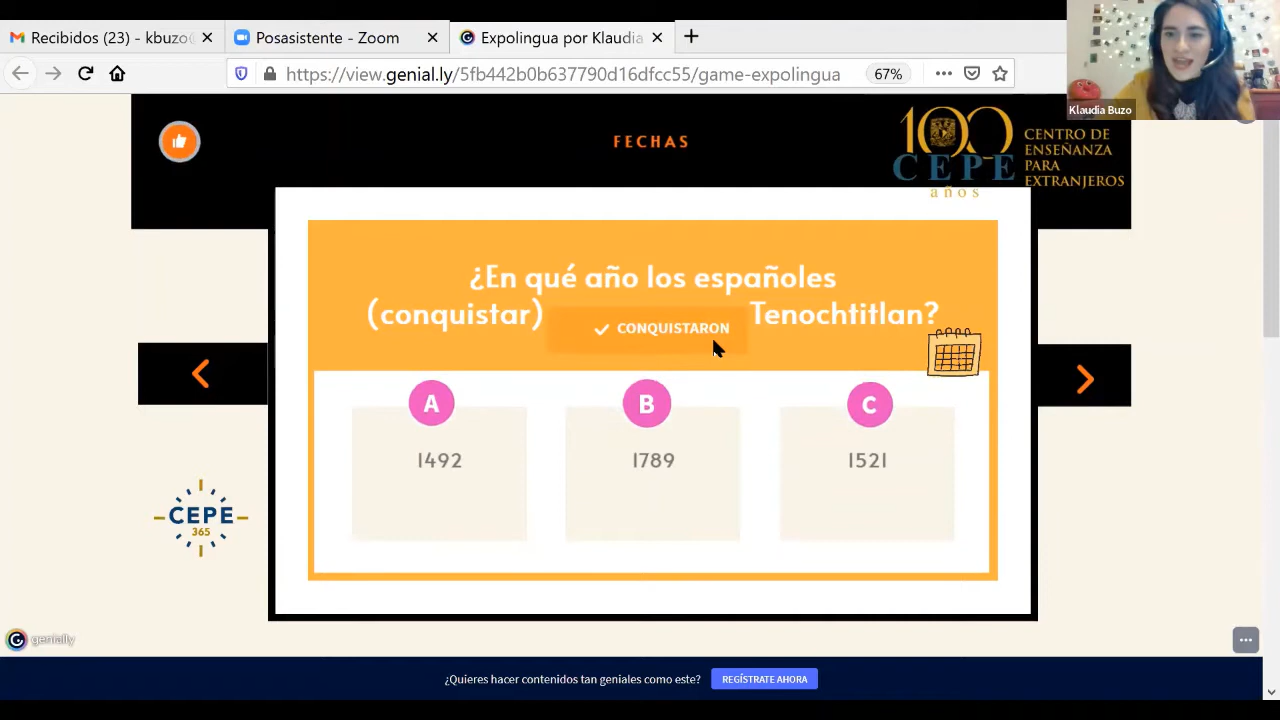 Recibidos (23) - kbuzo@
Posasistente - Zoom
Expolingua por Klaudia
https://view.genial.ly/5fb442b0b637790d16dfcc55/game-expolingua
67%
Klaudia Buzo
FECHAS
100
CEPE
años
CENTRO DE
ENSEÑANZA
PARA
EXTRANJEROS
¿En qué año los españoles
(conquistar) CONQUISTARON Tenochtitlan?
A
B
C
1492
1789
1521
CEPE
365
genially
¿Quieres hacer contenidos tan geniales como este?
REGÍSTRATE AHORA